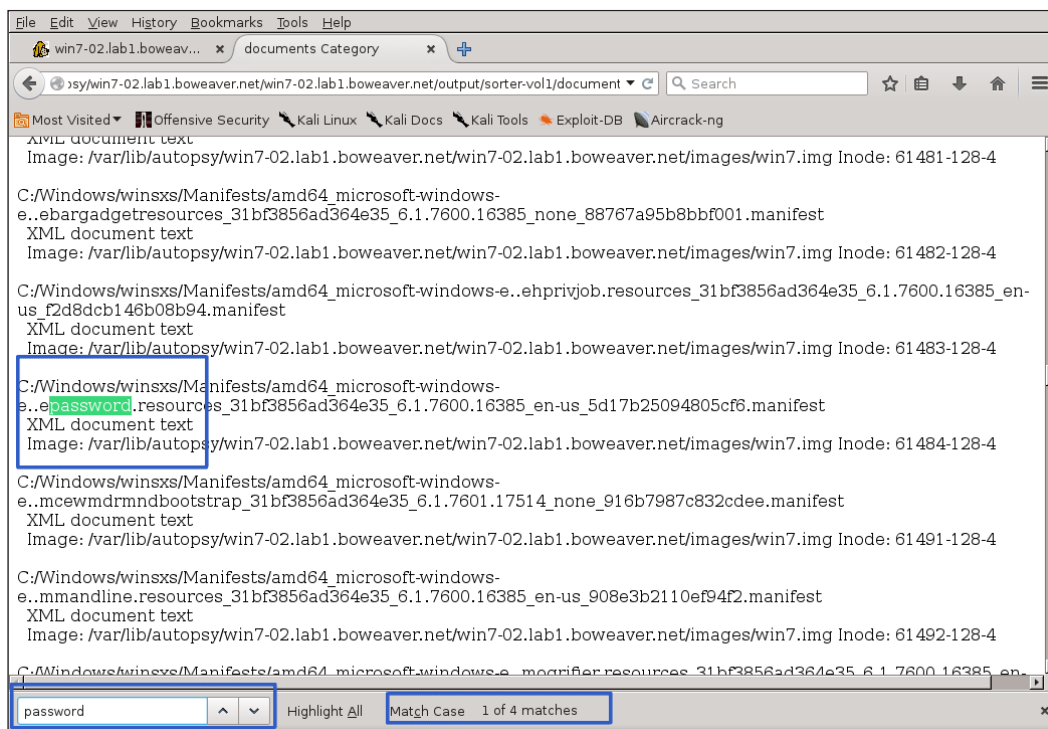 File Edit View History Bookmarks Tools Help
win7-02.lab1.boweav... × documents Category ×
›sy/win7-02.lab1.boweaver.net/win7-02.lab1.boweaver.net/output/sorter-vol1/document Search
Most Visited Offensive Security Kali Linux Kali Docs Kali Tools Exploit-DB Aircrack-ng
XML document text
Image: /var/lib/autopsy/win7-02.lab1.boweaver.net/win7-02.lab1.boweaver.net/images/win7.img Inode: 61481-128-4
C:/Windows/winsxs/Manifests/amd64_microsoft-windows-
e..ebargadgetresources_31bf3856ad364e35_6.1.7600.16385_none_88767a95b8bbf001.manifest
XML document text
Image: /var/lib/autopsy/win7-02.lab1.boweaver.net/win7-02.lab1.boweaver.net/images/win7.img Inode: 61482-128-4
C:/Windows/winsxs/Manifests/amd64_microsoft-windows-e..ehprivjob.resources_31bf3856ad364e35_6.1.7600.16385_en-
us_f2d8dcb146b08b94.manifest
XML document text
Image: /var/lib/autopsy/win7-02.lab1.boweaver.net/win7-02.lab1.boweaver.net/images/win7.img Inode: 61483-128-4
C:/Windows/winsxs/Manifests/amd64_microsoft-windows-
e..epassword.resources_31bf3856ad364e35_6.1.7600.16385_en-us_5d17b25094805cf6.manifest
XML document text
Image: /var/lib/autopsy/win7-02.lab1.boweaver.net/win7-02.lab1.boweaver.net/images/win7.img Inode: 61484-128-4
C:/Windows/winsxs/Manifests/amd64_microsoft-windows-
e..mcewmdrmndbootstrap_31bf3856ad364e35_6.1.7601.17514_none_916b7987c832cdee.manifest
XML document text
Image: /var/lib/autopsy/win7-02.lab1.boweaver.net/win7-02.lab1.boweaver.net/images/win7.img Inode: 61491-128-4
C:/Windows/winsxs/Manifests/amd64_microsoft-windows-
e..mmandline.resources_31bf3856ad364e35_6.1.7600.16385_en-us_908e3b2110ef94f2.manifest
XML document text
Image: /var/lib/autopsy/win7-02.lab1.boweaver.net/win7-02.lab1.boweaver.net/images/win7.img Inode: 61492-128-4
C:/Windows/winsxs/Manifests/amd64_microsoft-windows-e..mogrifier.resources_31bf3856ad364e35_6.1.7600.16385_en-
password Highlight All Match Case 1 of 4 matches ×